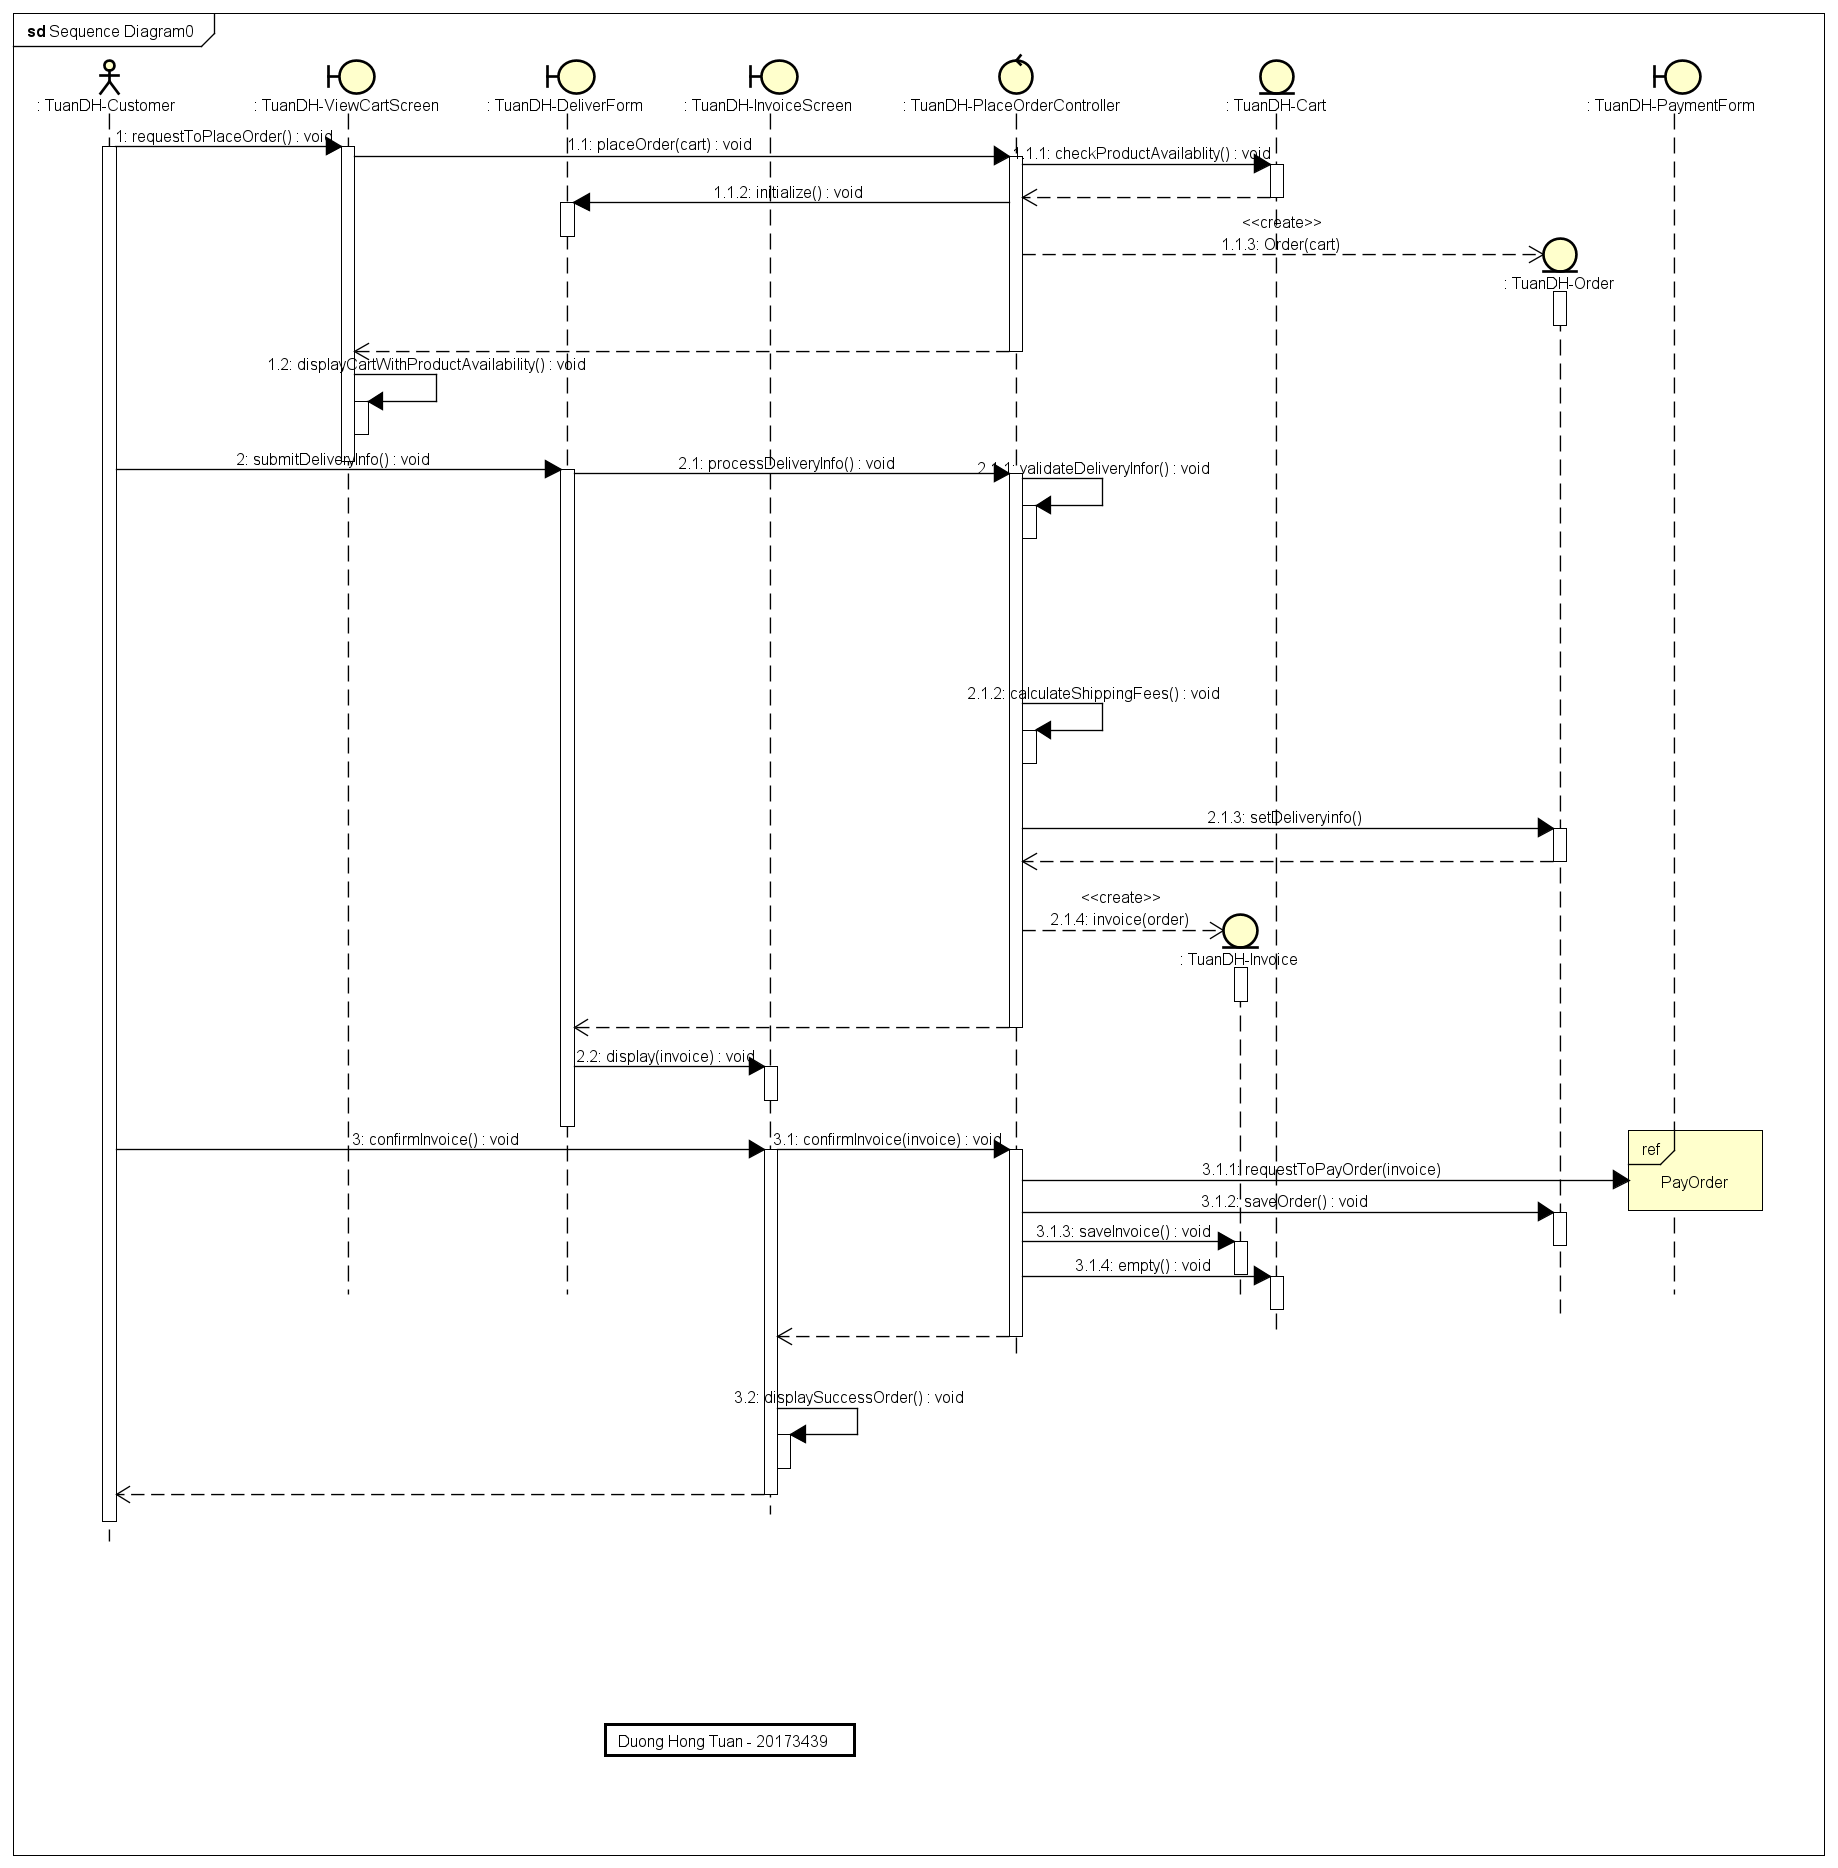 sd Sequence Diagram0
: TuanDH-Customer
: TuanDH-ViewCartScreen
: TuanDH-DeliverForm
: TuanDH-InvoiceScreen
: TuanDH-PlaceOrderController
: TuanDH-Cart
: TuanDH-PaymentForm
1: requestToPlaceOrder() : void
1.1: placeOrder(cart) : void
1.1.1: checkProductAvailablity() : void
1.1.2: initialize() : void
<<create>>
1.1.3: Order(cart)
: TuanDH-Order
1.2: displayCartWithProductAvailability() : void
2: submitDeliveryInfo() : void
2.1: processDeliveryInfo() : void
2.1.1: validateDeliveryInfor() : void
2.1.2: calculateShippingFees() : void
2.1.3: setDeliveryinfo()
<<create>>
2.1.4: invoice(order)
: TuanDH-Invoice
2.2: display(invoice) : void
3: confirmInvoice() : void
3.1: confirmInvoice(invoice) : void
ref
PayOrder
3.1.1: requestToPayOrder(invoice)
3.1.2: saveOrder() : void
3.1.3: saveInvoice() : void
3.1.4: empty() : void
3.2: displaySuccessOrder() : void
Duong Hong Tuan - 20173439